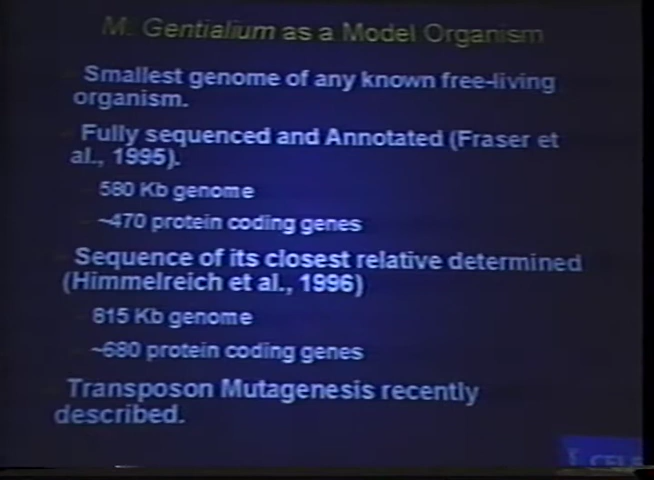 M. Gentialium as a Model Organism
Smallest genome of any known free-living
organism.
Fully sequenced and Annotated (Fraser et
al., 1995).
580 Kb genome
~470 protein coding genes
Sequence of its closest relative determined
(Himmelreich et al., 1996)
815 Kb genome
~680 protein coding genes
Transposon Mutagenesis recently
described.